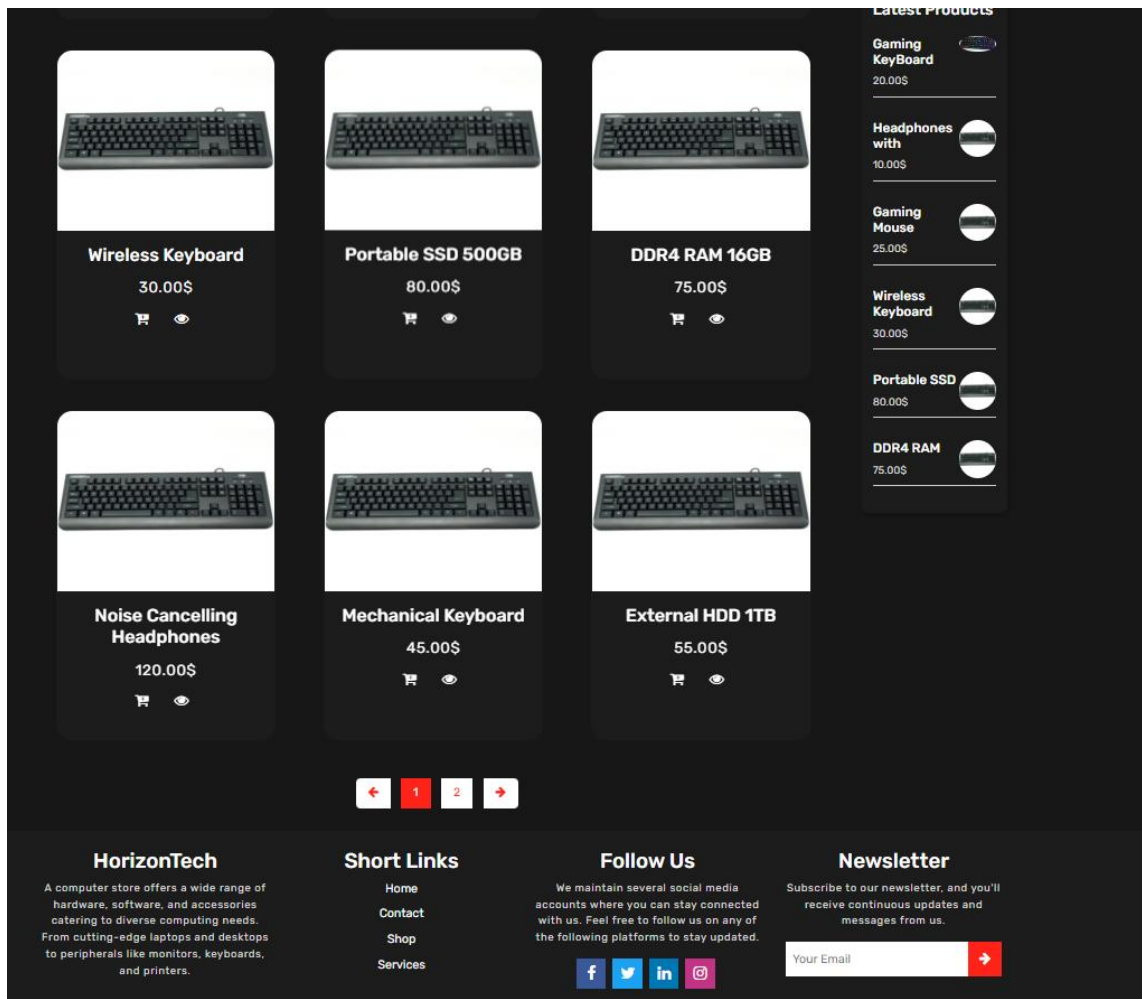 Latest Products
Gaming
KeyBoard
20.00$
Headphones
with
10.00$
Gaming
Mouse
25.00$
Wireless
Keyboard
30.00$
Portable SSD
80.00$
DDR4 RAM
75.00$
Wireless Keyboard
30.00$
Portable SSD 500GB
80.00$
DDR4 RAM 16GB
75.00$
Noise Cancelling
Headphones
120.00$
Mechanical Keyboard
45.00$
External HDD 1TB
55.00$
1
2
HorizonTech
A computer store offers a wide range of
hardware, software, and accessories
catering to diverse computing needs.
From cutting-edge laptops and desktops
to peripherals like monitors, keyboards,
and printers.
Short Links
Home
Contact
Shop
Services
Follow Us
We maintain several social media
accounts where you can stay connected
with us. Feel free to follow us on any of
the following platforms to stay updated.
Newsletter
Subscribe to our newsletter, and you'll
receive continuous updates and
messages from us.
Your Email